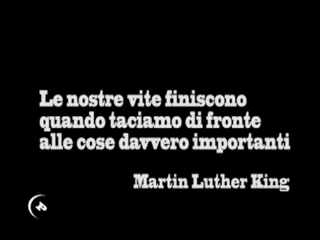 Le nostre vite finiscono
quando taciamo di fronte
alle cose davvero importanti
Martin Luther King